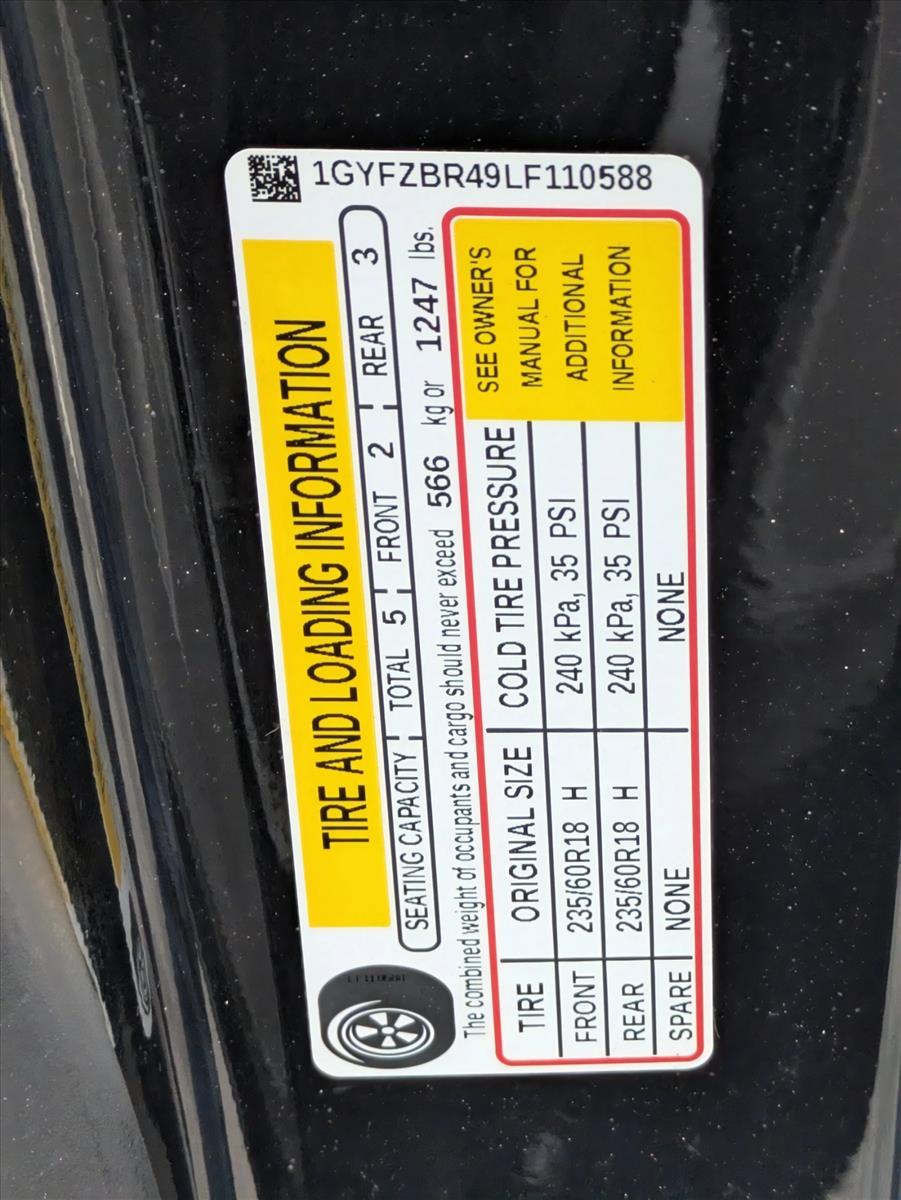 1GYFZBR49LF110588
TIRE AND LOADING INFORMATION
SEATING CAPACITY TOTAL 5 FRONT 2 REAR 3
The combined weight of occupants and cargo should never exceed 566 kg or 1247 lbs.
TIRE ORIGINAL SIZE COLD TIRE PRESSURE
FRONT 235/60R18 H 240 kPa, 35 PSI
REAR 235/60R18 H 240 kPa, 35 PSI
SPARE NONE NONE
SEE OWNER'S
MANUAL FOR
ADDITIONAL
INFORMATION